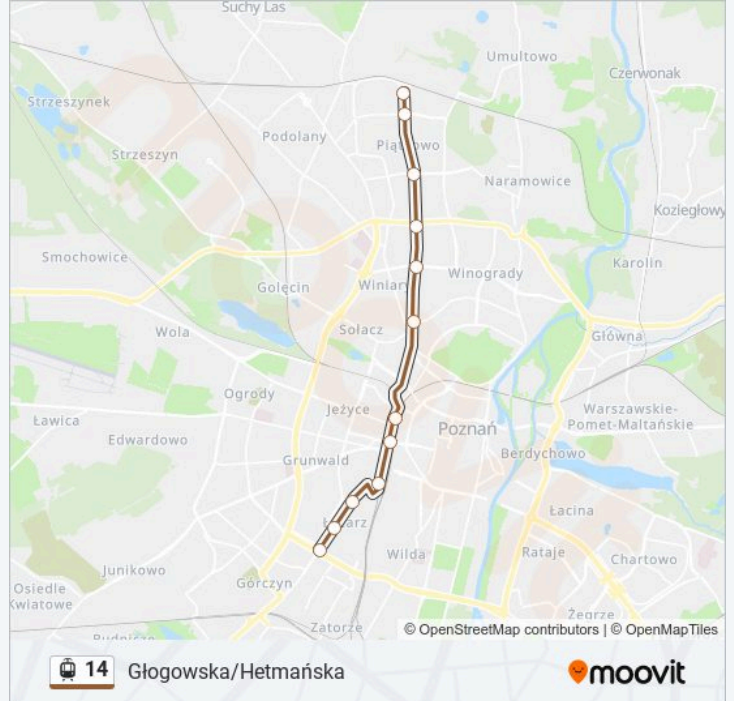 Suchy Las
Umultowo
Czerwonak
Strzeszynek
Podolany
Piątkowo
Strzeszyn
Naramowice
Koziegłowy
Smochowice
Karolin
Golęcin
Winiary
Winogrady
Wola
Sołacz
Główna
Ogrody
Jeżyce
Ławica
Warszawskie-
Pomet-Maltańskie
Edwardowo
Poznań
Grunwald
Berdychowo
Łazarz
Łacina
Junikowo
Wilda
Rataje
Chartowo
Osiedle
Kwiatowe
Górczyn
Zatorze
Żegrze
© OpenStreetMap contributors | © OpenMapTiles
14 Głogowska/Hetmańska
moovit